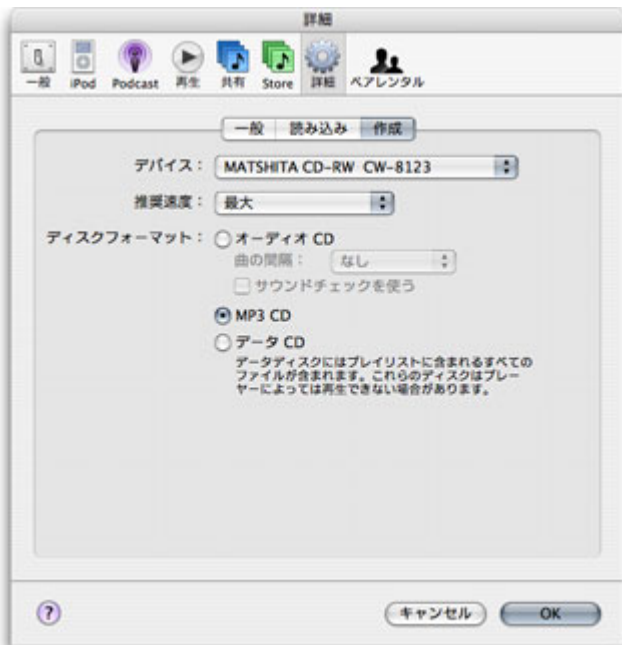 詳細
一般 iPod Podcast 再生 共有 Store 詳細 ペアレンタル
一般 読み込み 作成
デバイス： MATSHITA CD-RW CW-8123
推奨速度： 最大
ディスクフォーマット： オーディオ CD
曲の間隔： なし
サウンドチェックを使う
MP3 CD
データ CD
データディスクにはプレイリストに含まれるすべての
ファイルが含まれます。これらのディスクはプレー
ヤーによっては再生できない場合があります。
? キャンセル OK